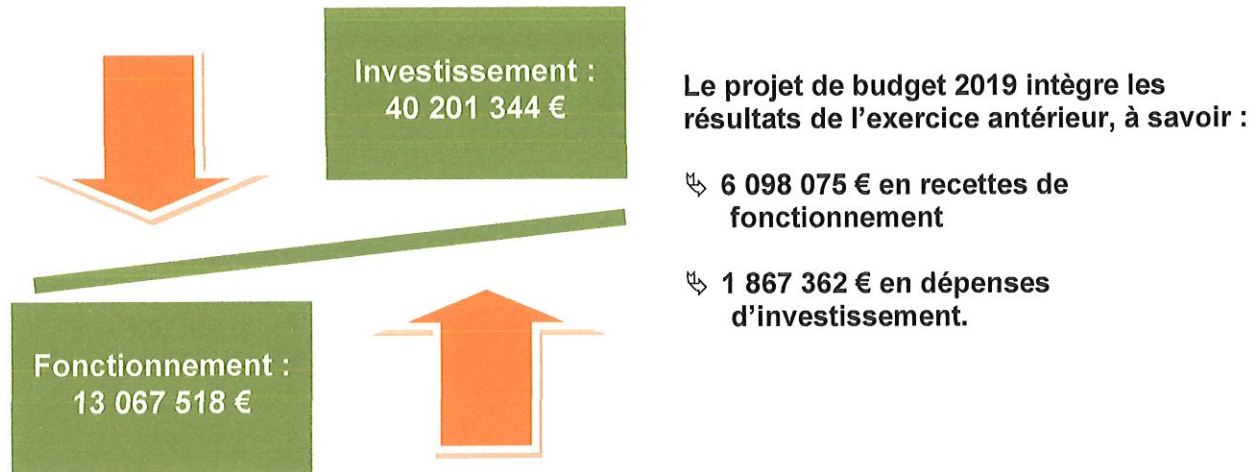 Investissement :
40 201 344 €
Fonctionnement :
13 067 518 €
Le projet de budget 2019 intègre les
résultats de l'exercice antérieur, à savoir :
↳ 6 098 075 € en recettes de
fonctionnement
↳ 1 867 362 € en dépenses
d'investissement.